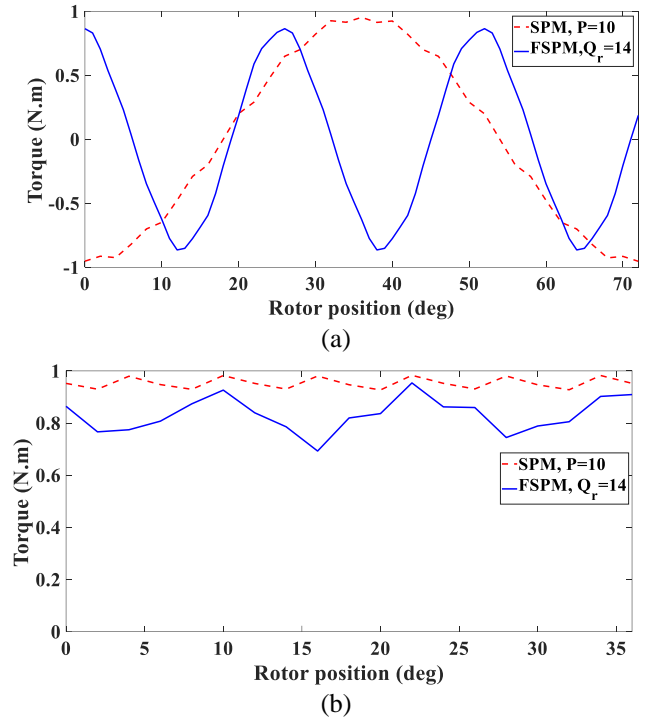 1
0.5
0
-0.5
-1
Torque (N.m)
SPM, P=10
FSPM,Q_r=14
0 10 20 30 40 50 60 70
Rotor position (deg)
(a)
1
0.8
0.6
0.4
0.2
0
Torque (N.m)
SPM, P=10
FSPM, Q_r=14
0 5 10 15 20 25 30 35
Rotor position (deg)
(b)